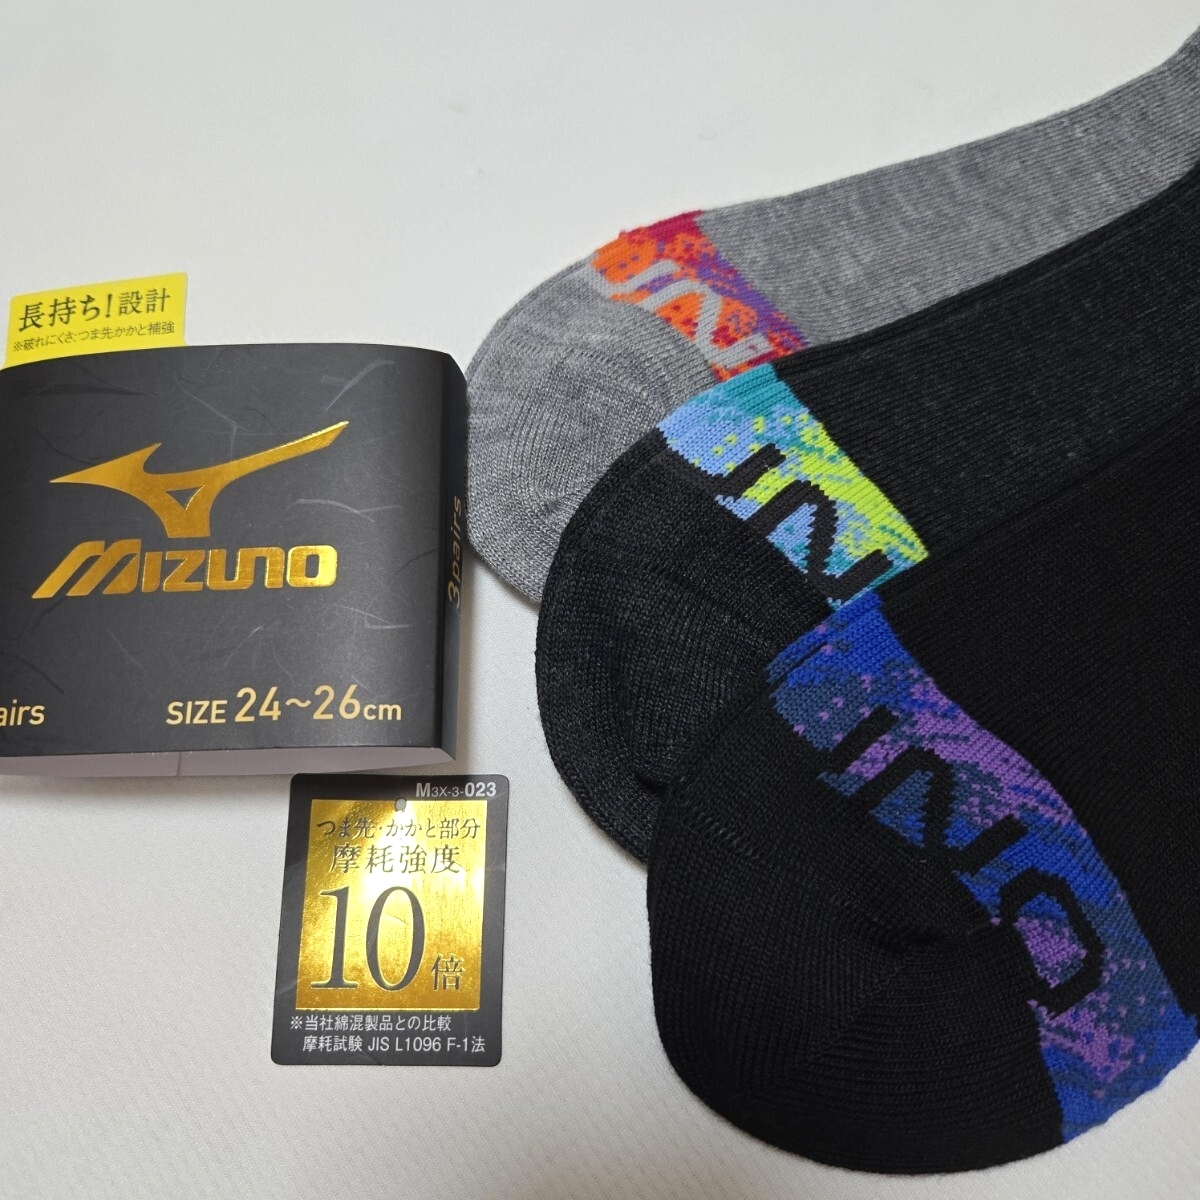 長持ち!設計
※破れにくさ:つま先かかと補強
MIZUNO
3pairs
airs
SIZE 24~26cm
M3X-3-023
つま先・かかと部分
摩耗強度
10倍
※当社綿混製品との比較
摩耗試験 JIS L1096 F-1法
UNO